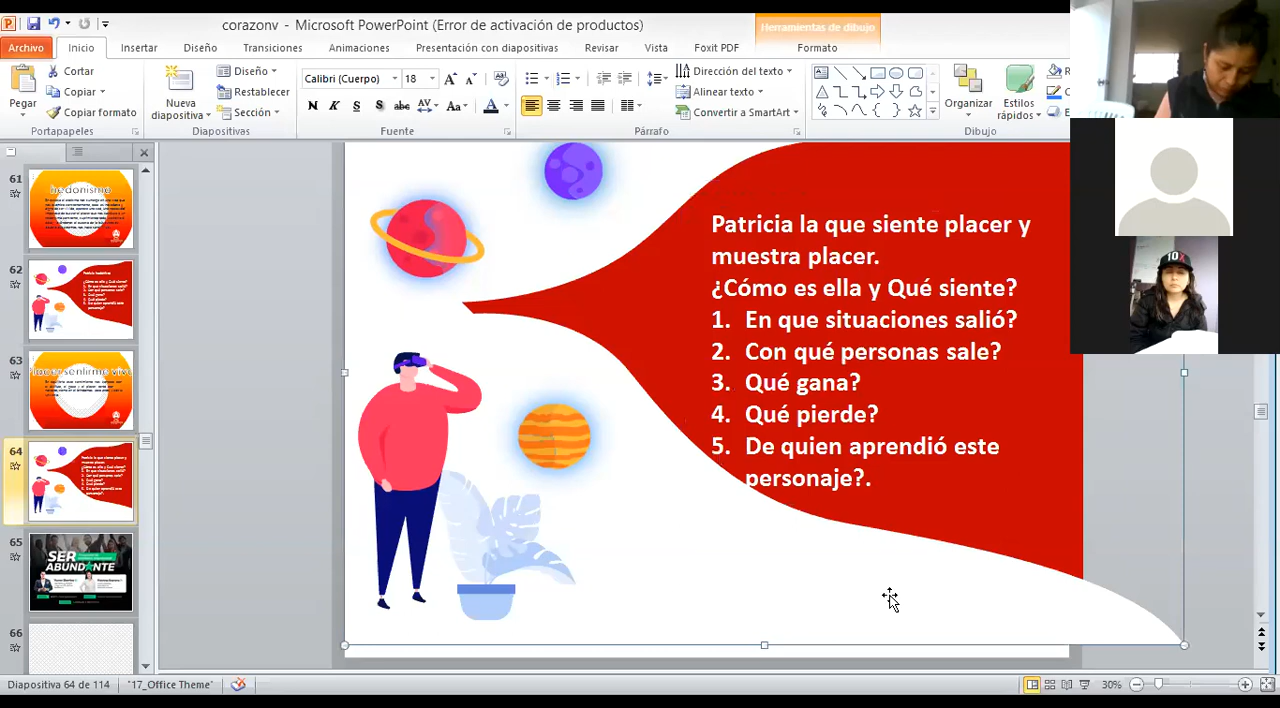 corazonv - Microsoft PowerPoint (Error de activación de productos)
Herramientas de dibujo
Archivo Inicio Insertar Diseño Transiciones Animaciones Presentación con diapositivas Revisar Vista Foxit PDF Formato
Pegar
Cortar
Copiar
Copiar formato
Portapapeles
Nueva diapositiva
Diseño
Restablecer
Sección
Diapositivas
Calibri (Cuerpo) 18
N K S S abc AV Aa A
Fuente
Dirección del texto
Alinear texto
Convertir a SmartArt
Párrafo
Organizar
Estilos rápidos
Dibujo
61
hedonismo
62
63
64
65
SER
ABUNDANTE
66
Patricia la que siente placer y
muestra placer.
¿Cómo es ella y Qué siente?
1. En que situaciones salió?
2. Con qué personas sale?
3. Qué gana?
4. Qué pierde?
5. De quien aprendió este
personaje?.
10X
Diapositiva 64 de 114 "17_Office Theme" 30%